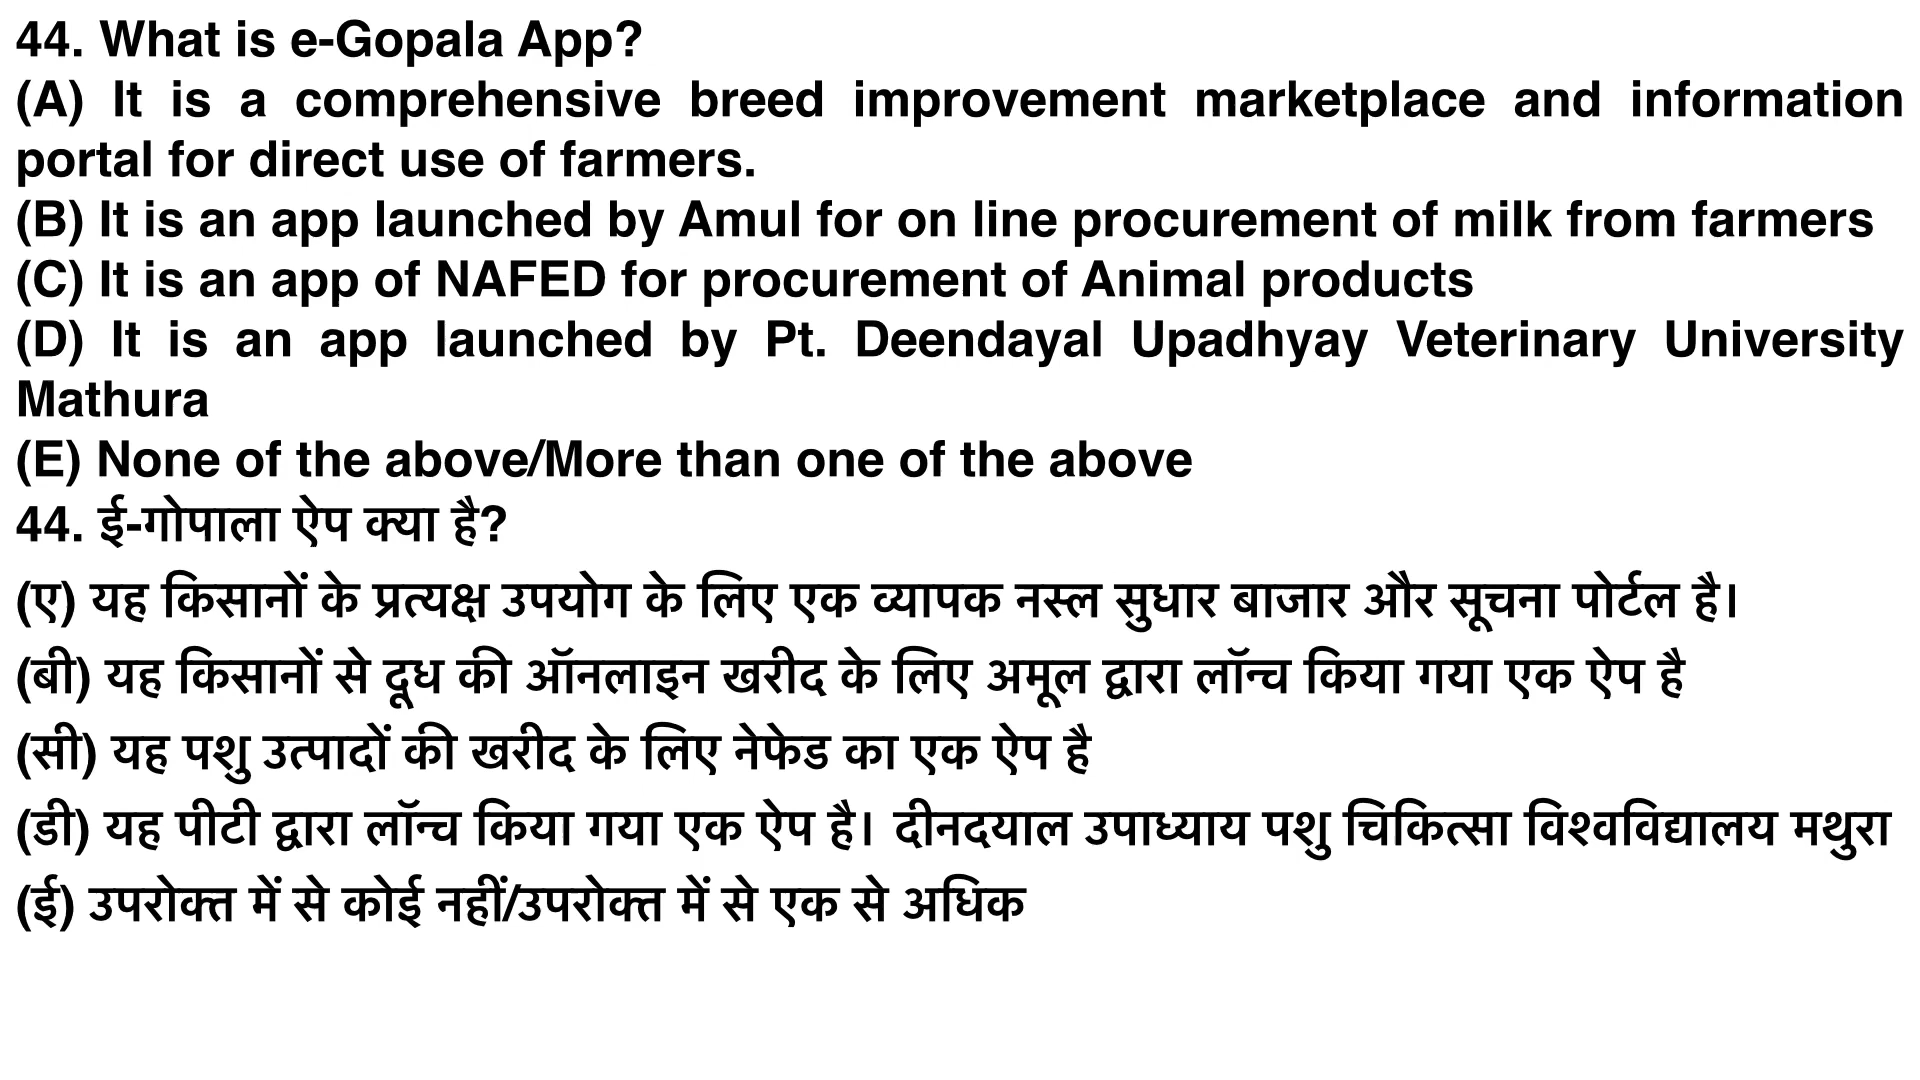 44. What is e-Gopala App?
(A) It is a comprehensive breed improvement marketplace and information
portal for direct use of farmers.
(B) It is an app launched by Amul for on line procurement of milk from farmers
(C) It is an app of NAFED for procurement of Animal products
(D) It is an app launched by Pt. Deendayal Upadhyay Veterinary University
Mathura
(E) None of the above/More than one of the above
44. ई-गोपाला ऐप क्या है?
(ए) यह किसानों के प्रत्यक्ष उपयोग के लिए एक व्यापक नस्ल सुधार बाजार और सूचना पोर्टल है।
(बी) यह किसानों से दूध की ऑनलाइन खरीद के लिए अमूल द्वारा लॉन्च किया गया एक ऐप है
(सी) यह पशु उत्पादों की खरीद के लिए नेफेड का एक ऐप है
(डी) यह पीटी द्वारा लॉन्च किया गया एक ऐप है। दीनदयाल उपाध्याय पशु चिकित्सा विश्वविद्यालय मथुरा
(ई) उपरोक्त में से कोई नहीं/उपरोक्त में से एक से अधिक